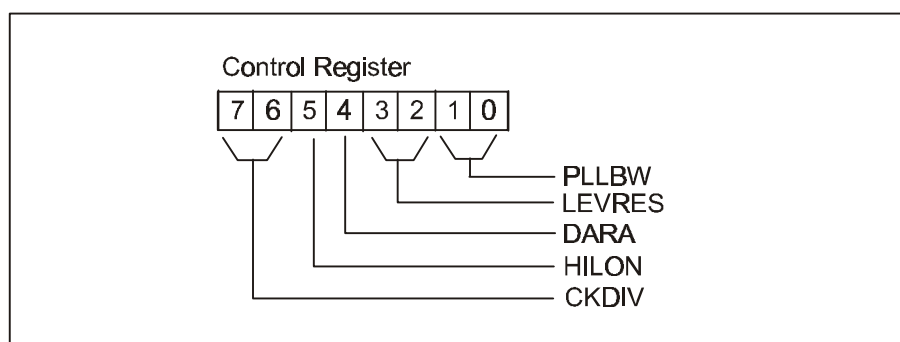 Control Register
7 6 5 4 3 2 1 0
PLLBW
LEVRES
DARA
HILON
CKDIV